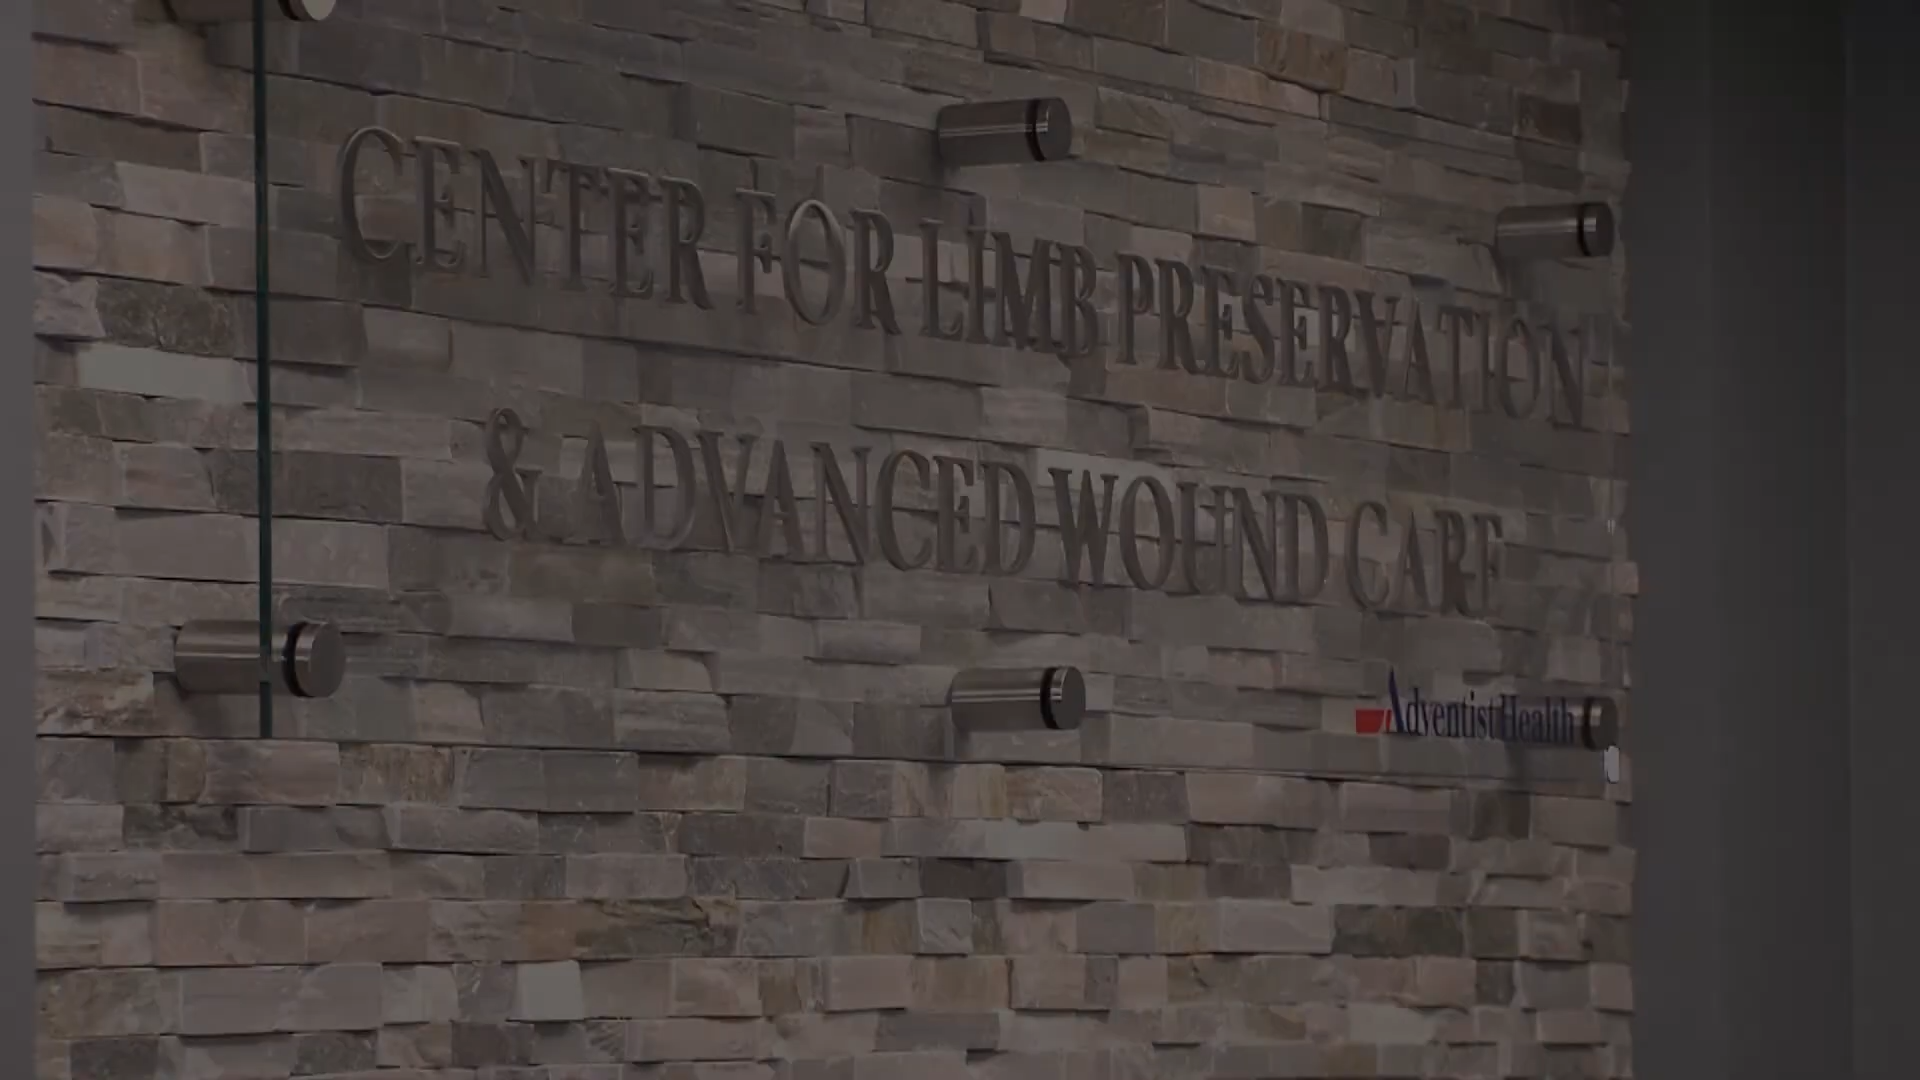 CENTER FOR LIMB PRESERVATION
& ADVANCED WOUND CARE
AdventistHealth